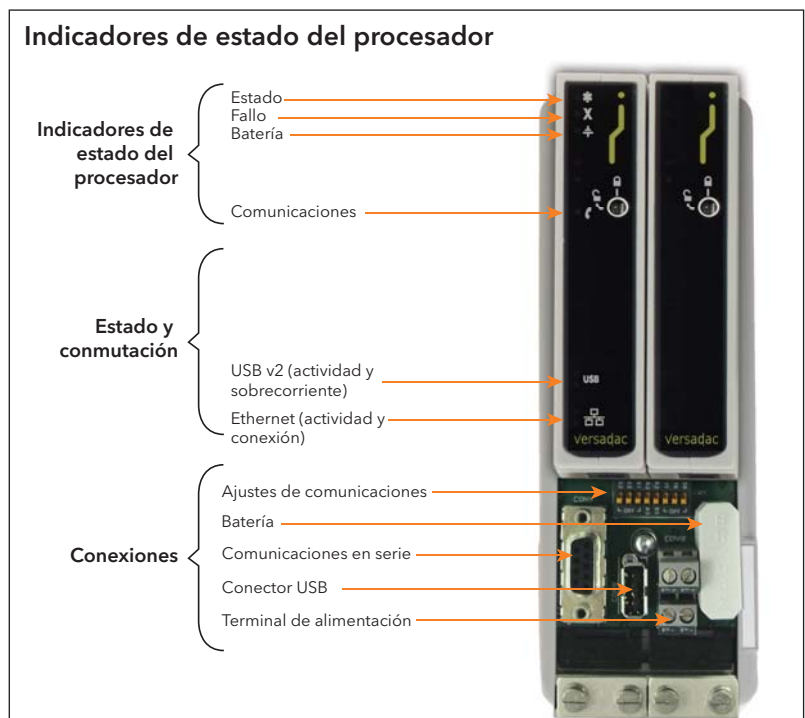 Indicadores de estado del procesador
Indicadores de
estado del
procesador
Estado
Fallo
Batería
Comunicaciones
Estado y
conmutación
USB v2 (actividad y
sobrecorriente)
Ethernet (actividad y
conexión)
Conexiones
Ajustes de comunicaciones
Batería
Comunicaciones en serie
Conector USB
Terminal de alimentación
X
USB
versadac
versadac